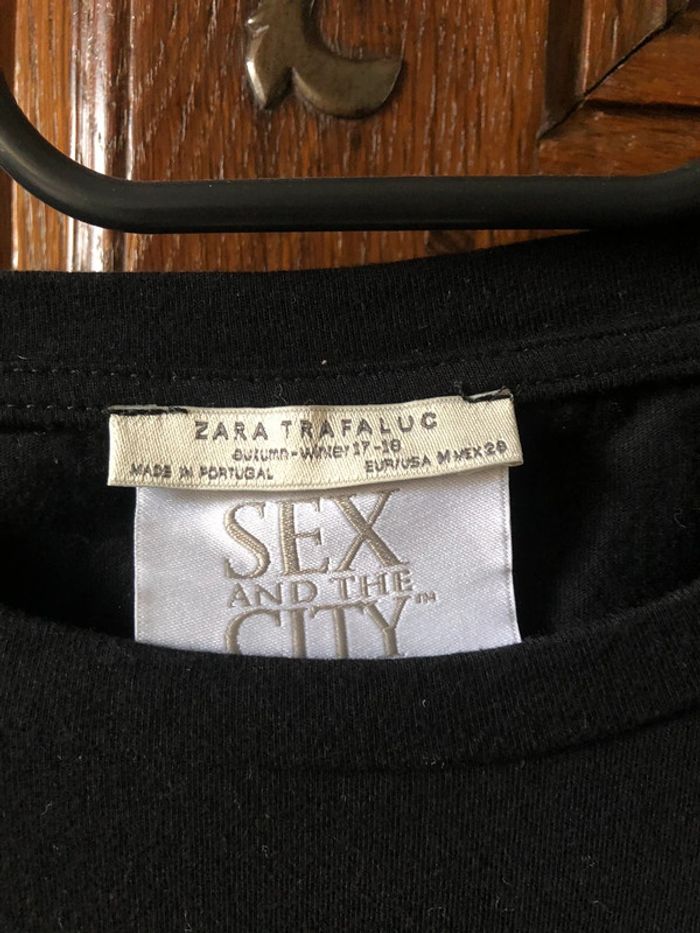 ZARA TRAFALUC
autumn-winter 17-18
MADE IN PORTUGAL EUR/USA M MEX 28
SEX
AND THE
CITY™